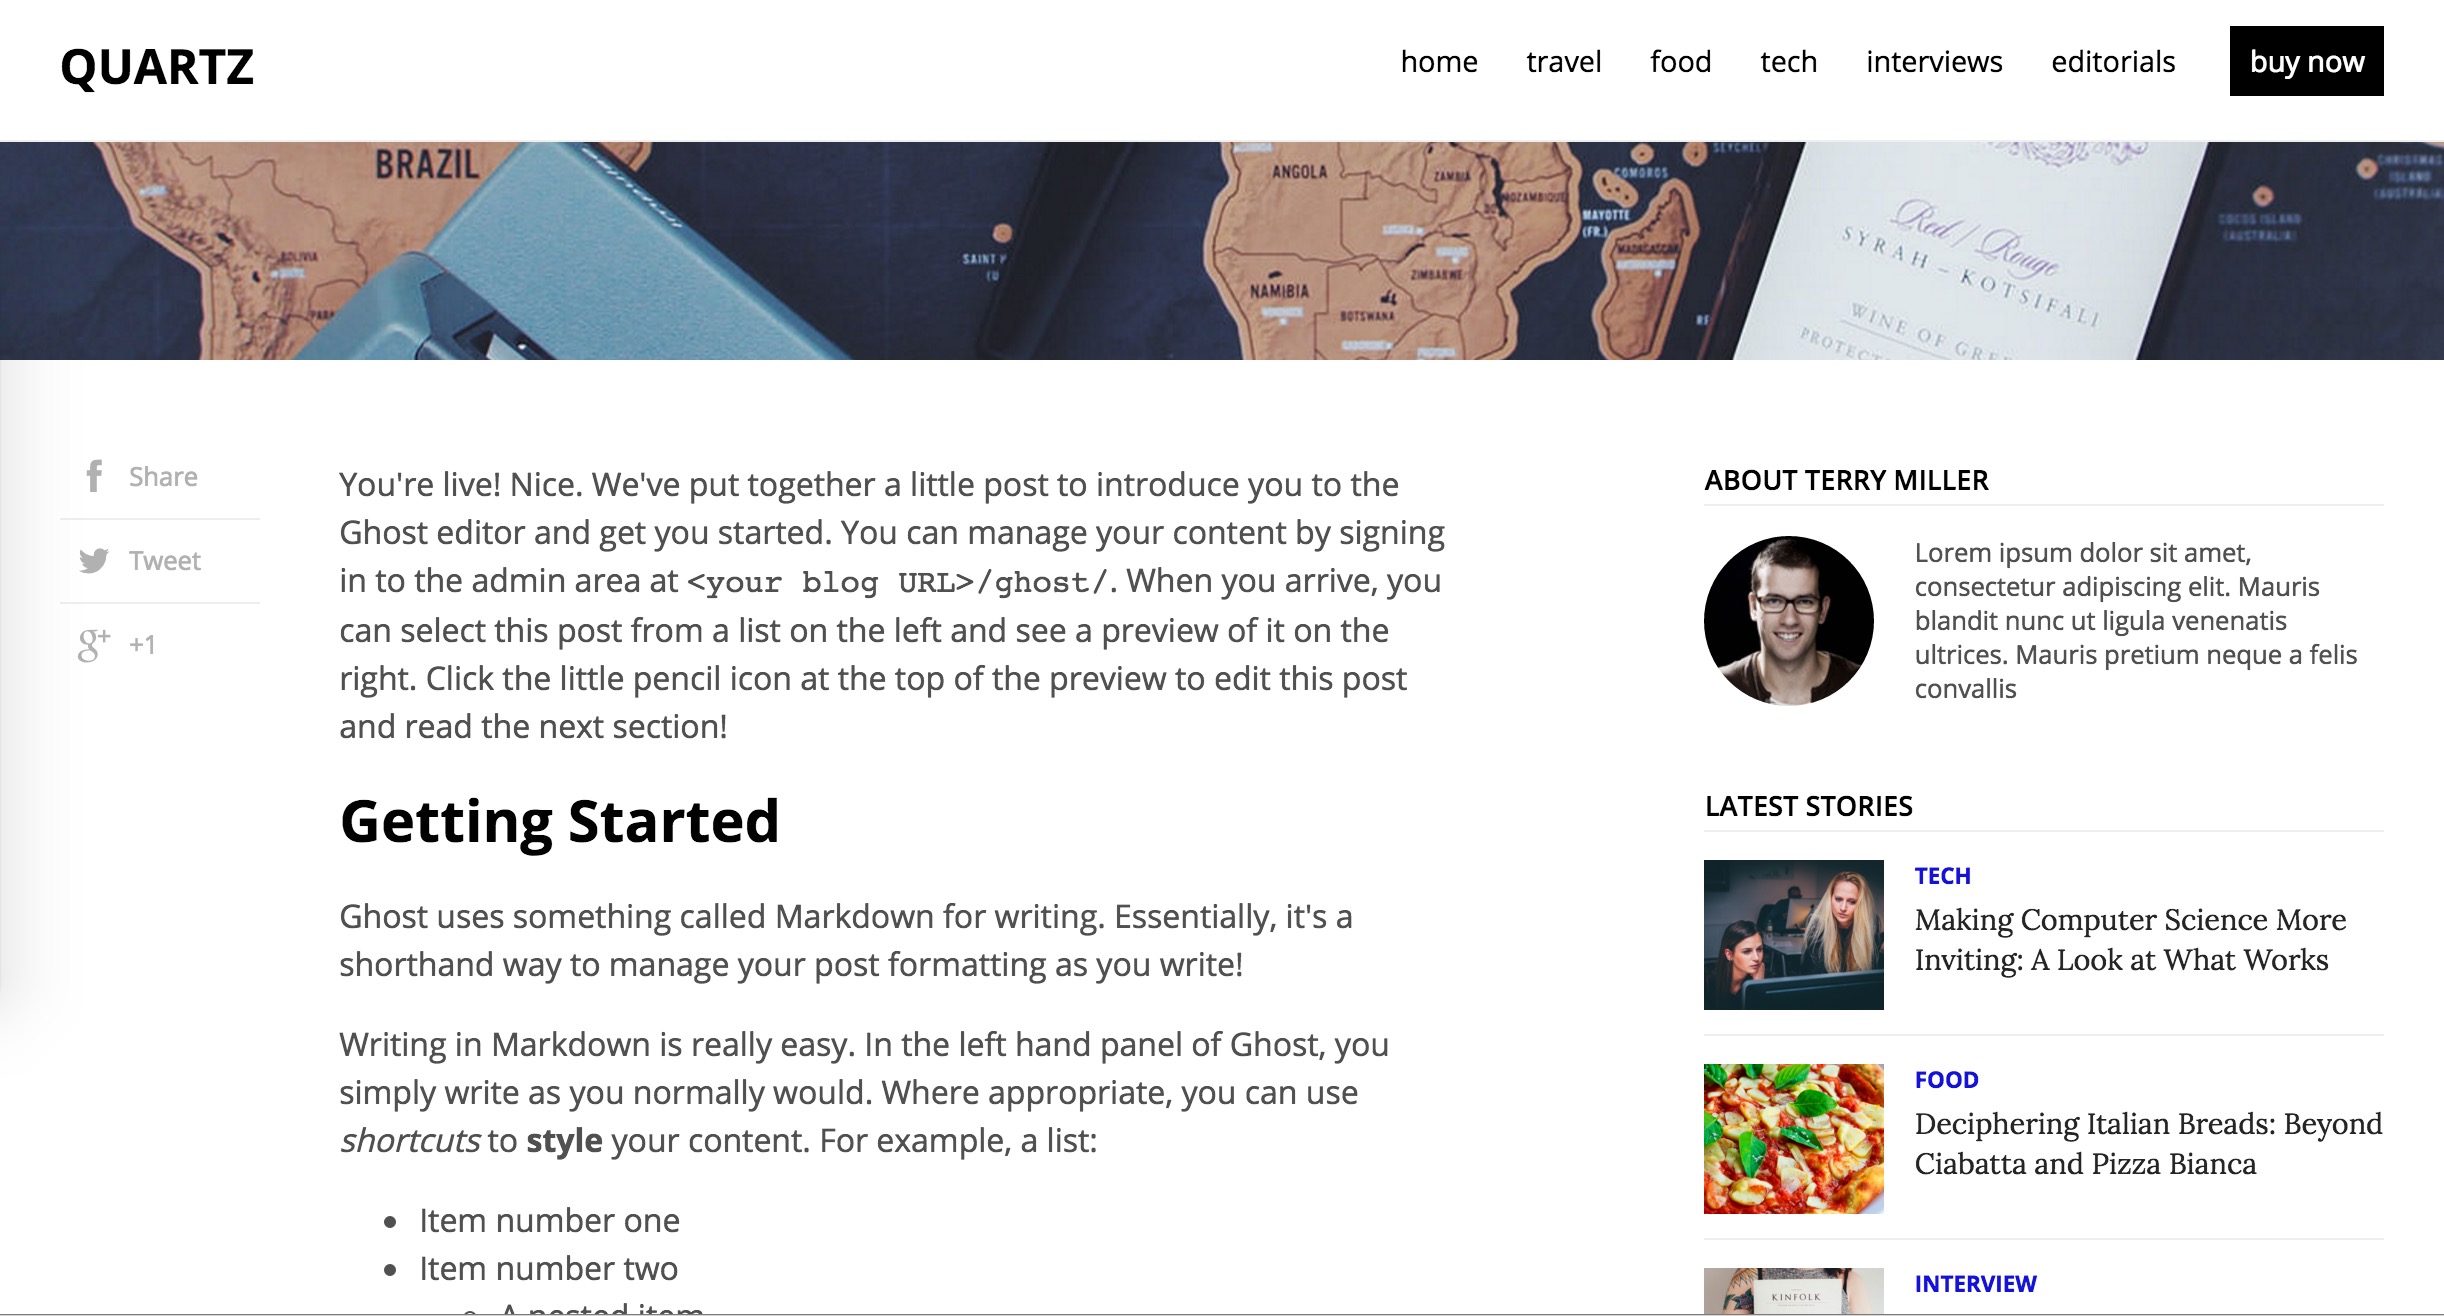 QUARTZ
home travel food tech interviews editorials buy now
BRAZIL
BOLIVIA
SAINT
ANGOLA
ZAMBIA
MOZAMBIQUE
COMOROS
MAYOTTE
(FR.)
MADAGASCAR
ZIMBABWE
NAMIBIA
BOTSWANA
Red / Rouge
SYRAH – KOTSIFALI
WINE OF GREE
PROTECT
COCOS ISLAND
(AUSTRALIA)
CHRISTMAS
ISLAND
(AUSTRALIA
Share
Tweet
g+ +1
You're live! Nice. We've put together a little post to introduce you to the
Ghost editor and get you started. You can manage your content by signing
in to the admin area at <your blog URL>/ghost/. When you arrive, you
can select this post from a list on the left and see a preview of it on the
right. Click the little pencil icon at the top of the preview to edit this post
and read the next section!
Getting Started
Ghost uses something called Markdown for writing. Essentially, it's a
shorthand way to manage your post formatting as you write!
Writing in Markdown is really easy. In the left hand panel of Ghost, you
simply write as you normally would. Where appropriate, you can use
shortcuts to style your content. For example, a list:
• Item number one
• Item number two
A nested item
ABOUT TERRY MILLER
Lorem ipsum dolor sit amet,
consectetur adipiscing elit. Mauris
blandit nunc ut ligula venenatis
ultrices. Mauris pretium neque a felis
convallis
LATEST STORIES
TECH
Making Computer Science More
Inviting: A Look at What Works
FOOD
Deciphering Italian Breads: Beyond
Ciabatta and Pizza Bianca
INTERVIEW
KINFOLK